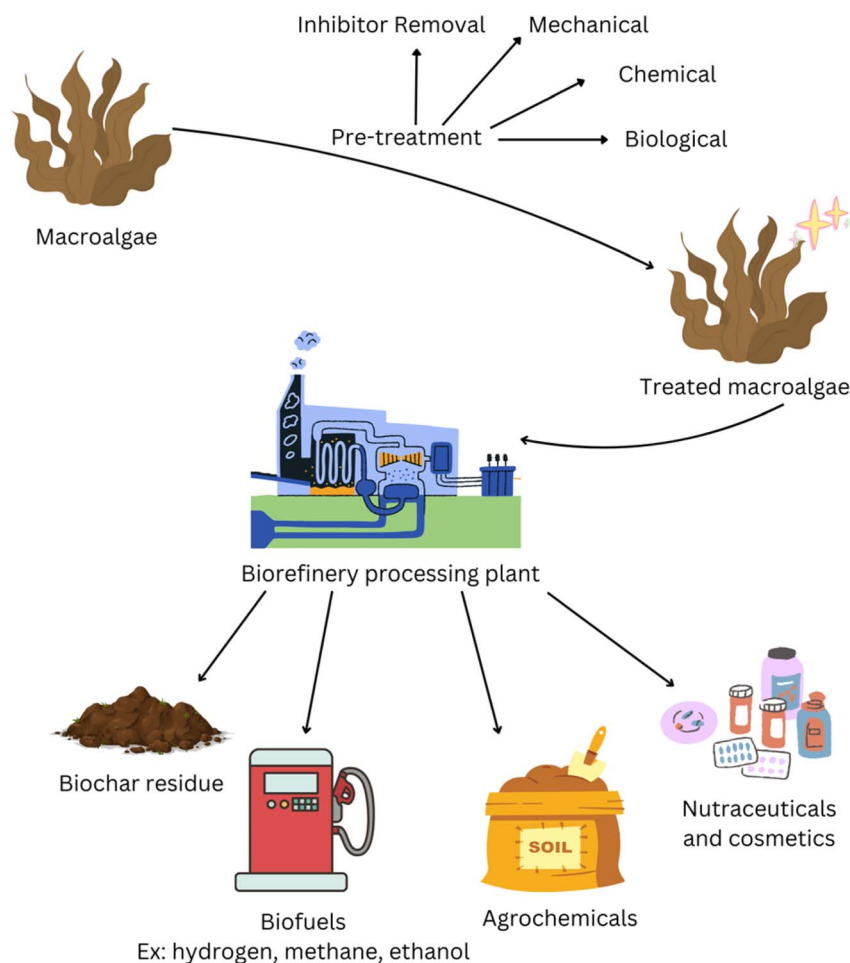 Inhibitor Removal
Mechanical
Chemical
Pre-treatment
Biological
Macroalgae
Treated macroalgae
Biorefinery processing plant
Biochar residue
SOIL
Nutraceuticals
and cosmetics
Biofuels
Ex: hydrogen, methane, ethanol
Agrochemicals